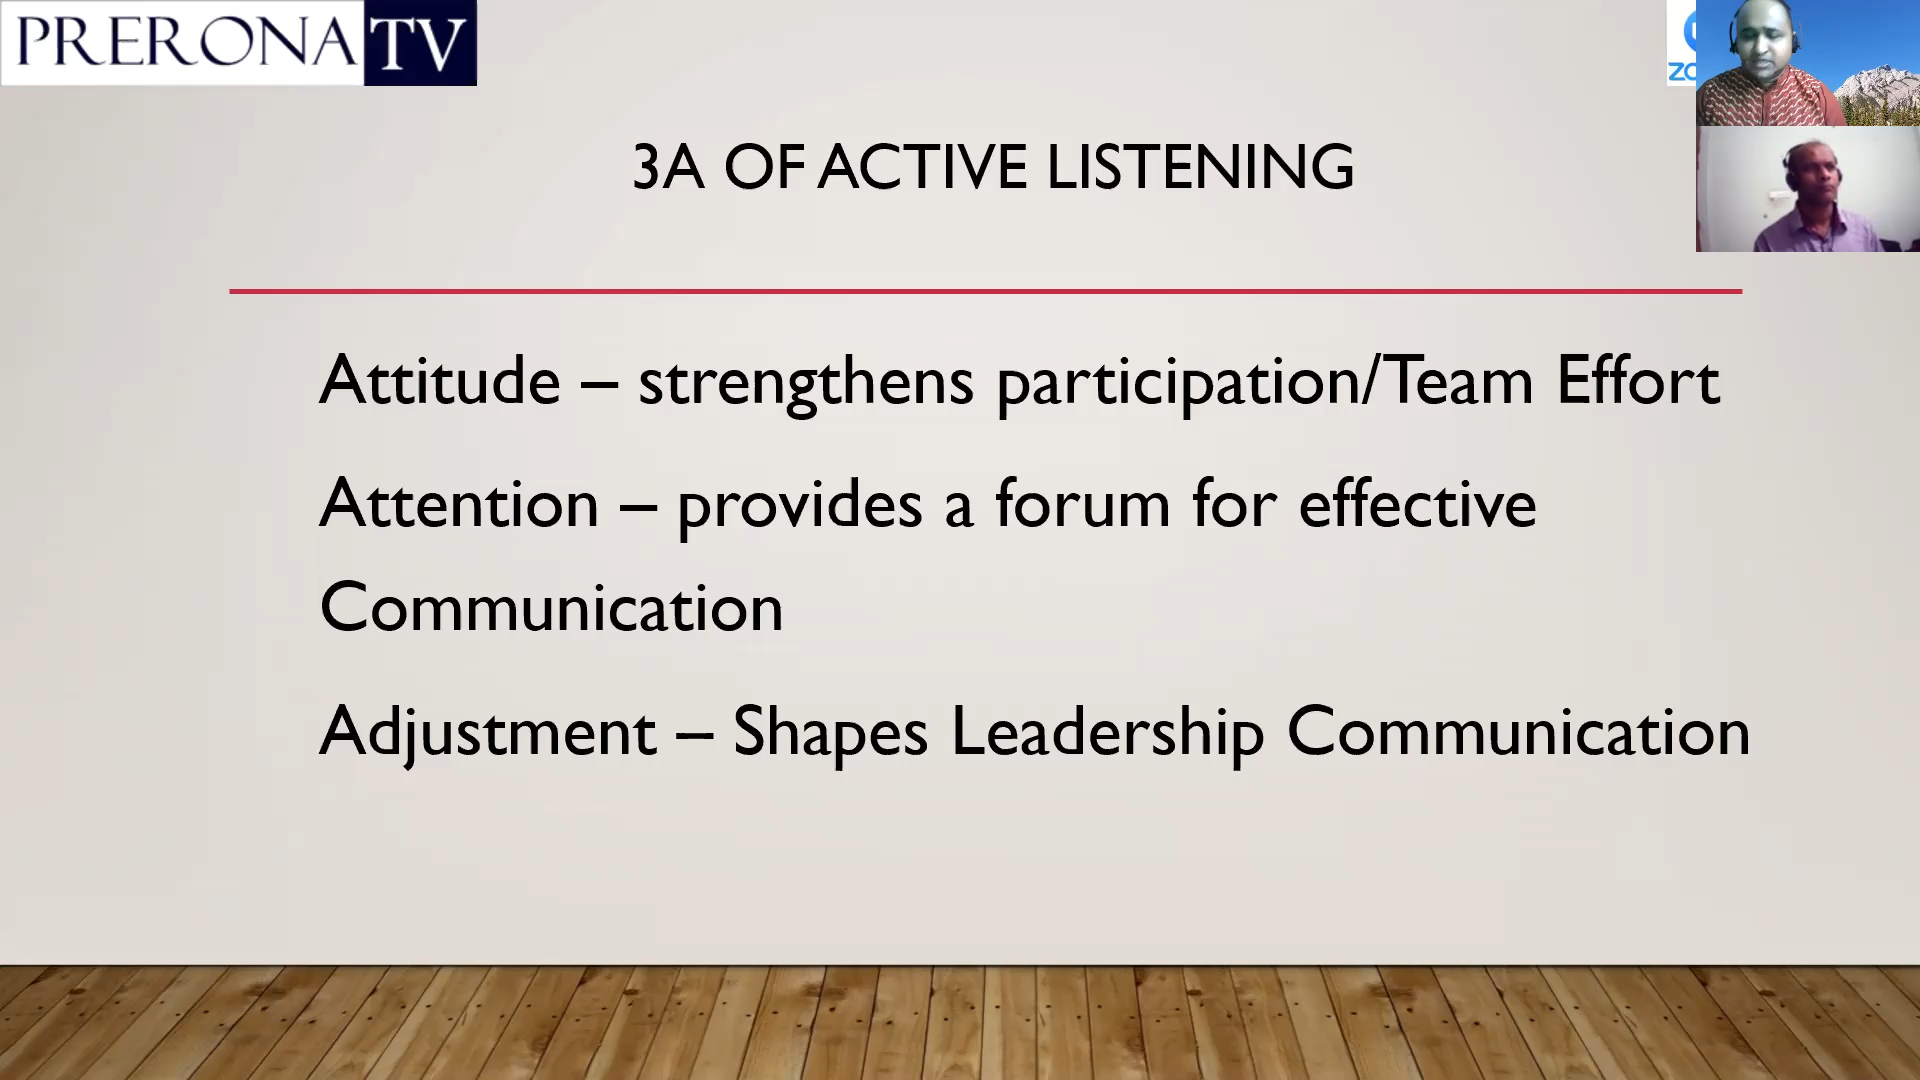 PRERONA TV
3A OF ACTIVE LISTENING
Attitude – strengthens participation/Team Effort
Attention – provides a forum for effective
Communication
Adjustment – Shapes Leadership Communication